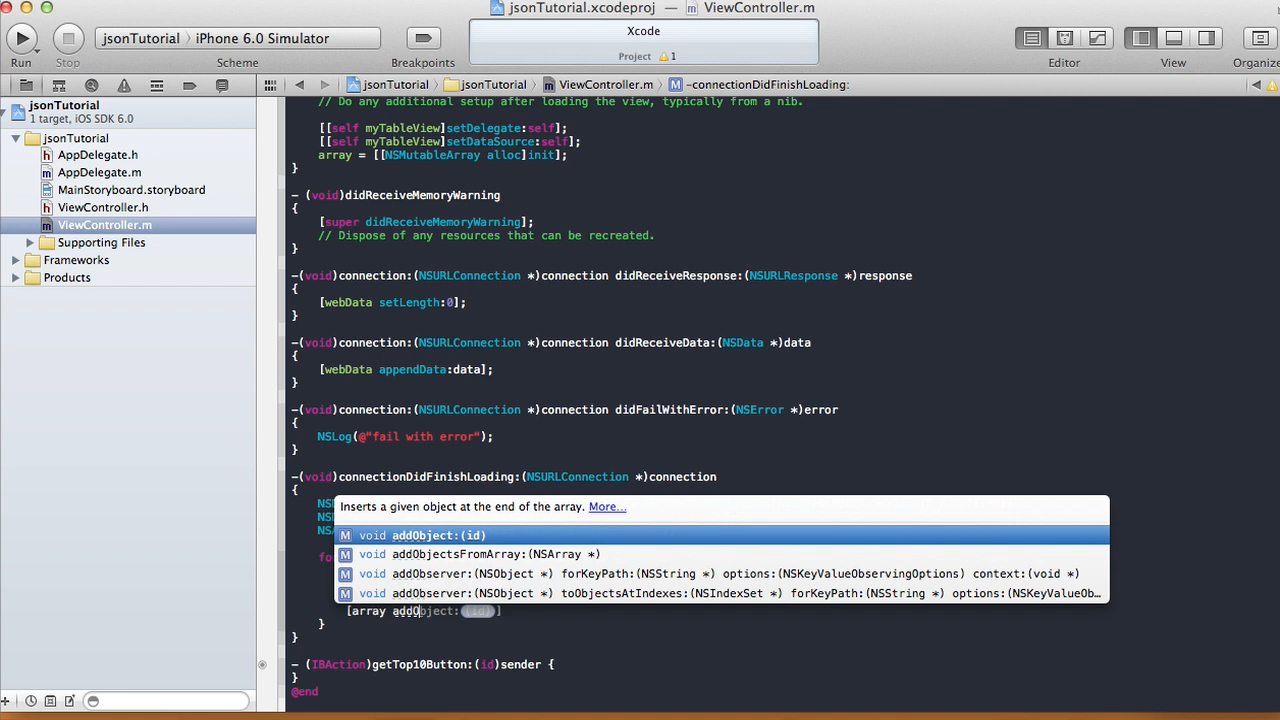 jsonTutorial.xcodeproj — ViewController.m
jsonTutorial iPhone 6.0 Simulator
Xcode
Project 1
Run Stop Scheme Breakpoints Editor View Organize
jsonTutorial
1 target, iOS SDK 6.0
jsonTutorial
AppDelegate.h
AppDelegate.m
MainStoryboard.storyboard
ViewController.h
ViewController.m
Supporting Files
Frameworks
Products
jsonTutorial jsonTutorial ViewController.m -connectionDidFinishLoading:
// Do any additional setup after loading the view, typically from a nib.
[[self myTableView]setDelegate:self];
[[self myTableView]setDataSource:self];
array = [[NSMutableArray alloc]init];
}
- (void)didReceiveMemoryWarning
{
[super didReceiveMemoryWarning];
// Dispose of any resources that can be recreated.
}
-(void)connection:(NSURLConnection *)connection didReceiveResponse:(NSURLResponse *)response
{
[webData setLength:0];
}
-(void)connection:(NSURLConnection *)connection didReceiveData:(NSData *)data
{
[webData appendData:data];
}
-(void)connection:(NSURLConnection *)connection didFailWithError:(NSError *)error
{
NSLog(@"fail with error");
}
-(void)connectionDidFinishLoading:(NSURLConnection *)connection
{
Inserts a given object at the end of the array. More...
M void addObject:(id)
M void addObjectsFromArray:(NSArray *)
M void addObserver:(NSObject *) forKeyPath:(NSString *) options:(NSKeyValueObservingOptions) context:(void *)
M void addObserver:(NSObject *) toObjectsAtIndexes:(NSIndexSet *) forKeyPath:(NSString *) options:(NSKeyValueOb…
[array addObject:(id)]
}
}
- (IBAction)getTop10Button:(id)sender {
}
@end